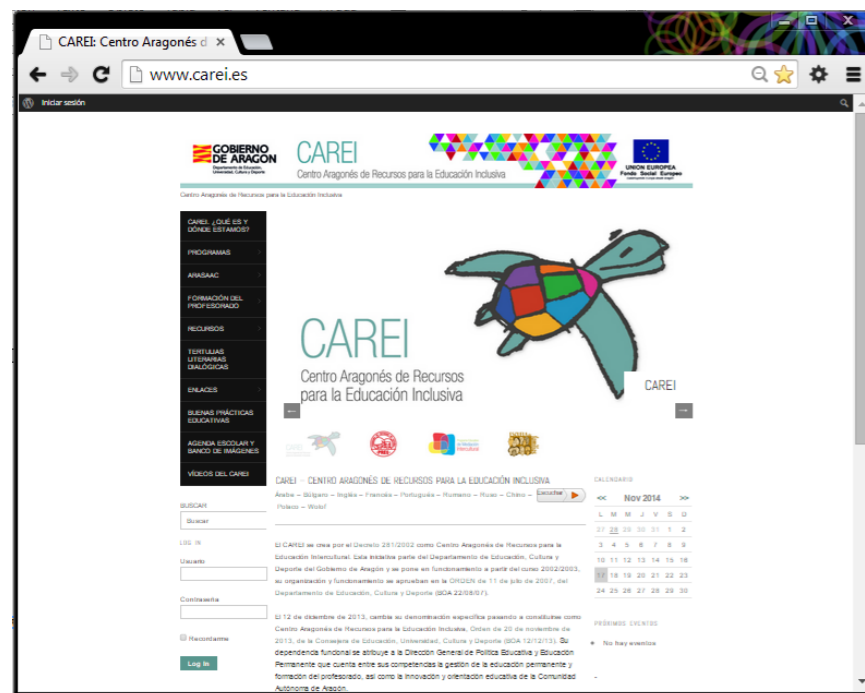 CAREI: Centro Aragonés d
www.carei.es
Iniciar sesión
GOBIERNO
DE ARAGON
Departamento de Educación,
Universidad, Cultura y Deporte
CAREI
Centro Aragonés de Recursos para la Educación Inclusiva
UNION EUROPEA
Fondo Social Europeo
Centro Aragonés de Recursos para la Educación Inclusiva
CAREI. ¿QUÉ ES Y
DÓNDE ESTAMOS?
PROGRAMAS
ARASAAC
FORMACIÓN DEL
PROFESORADO
RECURSOS
TERTULIAS
LITERARIAS
DIALÓGICAS
ENLACES
BUENAS PRÁCTICAS
EDUCATIVAS
AGENDA ESCOLAR Y
BANCO DE IMÁGENES
VÍDEOS DEL CAREI
CAREI
Centro Aragonés de Recursos
para la Educación Inclusiva
CAREI
BUSCAR
Buscar
LOG IN
Usuario
Contraseña
Recordarme
Log In
CAREI – CENTRO ARAGONÉS DE RECURSOS PARA LA EDUCACIÓN INCLUSIVA
Árabe – Búlgaro – Inglés – Francés – Portugués – Rumano – Ruso – Chino –
Polaco – Wolof
Escuchar
El CAREI se crea por el Decreto 281/2002 como Centro Aragonés de Recursos para la
Educación Intercultural. Esta iniciativa parte del Departamento de Educación, Cultura y
Deporte del Gobierno de Aragón y se pone en funcionamiento a partir del curso 2002/2003,
su organización y funcionamiento se aprueban en la ORDEN de 11 de julio de 2007, del
Departamento de Educación, Cultura y Deporte (BOA 22/08/07).
El 12 de diciembre de 2013, cambia su denominación específica pasando a constituirse como
Centro Aragonés de Recursos para la Educación Inclusiva, Orden de 20 de noviembre de
2013, de la Consejera de Educación, Universidad, Cultura y Deporte (BOA 12/12/13). Su
dependencia funcional se atribuye a la Dirección General de Política Educativa y Educación
Permanente que cuenta entre sus competencias la gestión de la educación permanente y
formación del profesorado, así como la innovación y orientación educativa de la Comunidad
Autónoma de Aragón.
CALENDARIO
<< Nov 2014 >>
L M M J V S D
27 28 29 30 31 1 2
3 4 5 6 7 8 9
10 11 12 13 14 15 16
17 18 19 20 21 22 23
24 25 26 27 28 29 30
PRÓXIMOS EVENTOS
No hay eventos